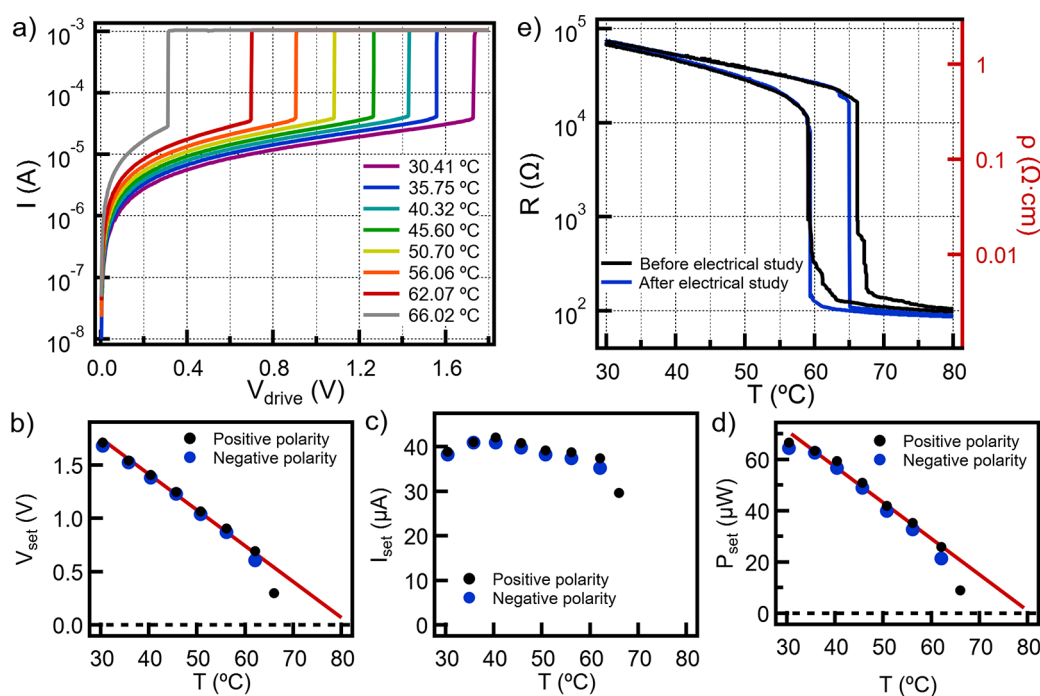 a)
10⁻³
10⁻⁴
10⁻⁵
10⁻⁶
10⁻⁷
10⁻⁸
I (A)
0.0 0.4 0.8 1.2 1.6
V_drive (V)
30.41 ºC
35.75 ºC
40.32 ºC
45.60 ºC
50.70 ºC
56.06 ºC
62.07 ºC
66.02 ºC
e)
10⁵
10⁴
10³
10²
R (Ω)
1
0.1
0.01
ρ (Ω·cm)
Before electrical study
After electrical study
30 40 50 60 70 80
T (ºC)
b)
1.5
1.0
0.5
0.0
V_set (V)
Positive polarity
Negative polarity
30 40 50 60 70 80
T (ºC)
c)
40
30
20
10
0
I_set (µA)
Positive polarity
Negative polarity
30 40 50 60 70 80
T (ºC)
d)
60
40
20
0
P_set (µW)
Positive polarity
Negative polarity
30 40 50 60 70 80
T (ºC)